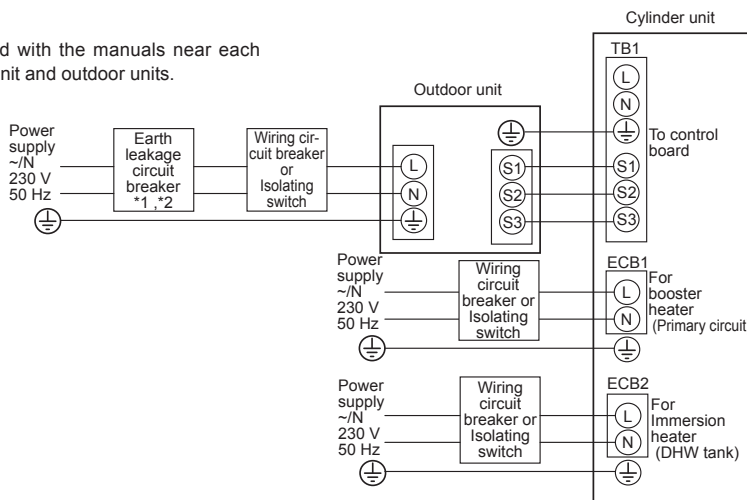 Cylinder unit
d with the manuals near each
nit and outdoor units.
TB1
L
N
To control
board
S1
S2
S3
Outdoor unit
Power
supply
~/N
230 V
50 Hz
Earth
leakage
circuit
breaker
*1 ,*2
Wiring cir-
cuit breaker
or
Isolating
switch
L
N
S1
S2
S3
Power
supply
~/N
230 V
50 Hz
Wiring
circuit
breaker or
Isolating
switch
ECB1
L
N
For
booster
heater
(Primary circuit
Power
supply
~/N
230 V
50 Hz
Wiring
circuit
breaker or
Isolating
switch
ECB2
L
N
For
Immersion
heater
(DHW tank)